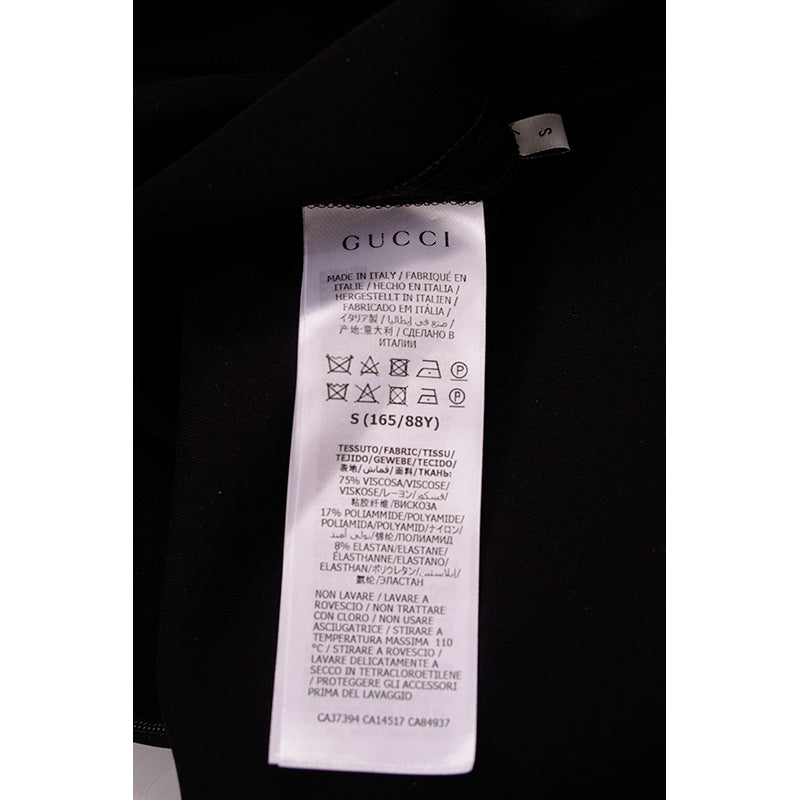 S
GUCCI
MADE IN ITALY / FABRIQUÉ EN
ITALIE / HECHO EN ITALIA /
HERGESTELLT IN ITALIEN /
FABRICADO EM ITÁLIA /
イタリア製 / صنع في إيطاليا /
产地:意大利 / СДЕЛАНО В
ИТАЛИИ
S (165/88Y)
TESSUTO/FABRIC/TISSU/
TEJIDO/GEWEBE/TECIDO/
表地/قماش/面料/ТКАНЬ:
75% VISCOSA/VISCOSE/
VISKOSE/レーヨン/فسكوز/
粘胶纤维/ВИСКОЗА
17% POLIAMMIDE/POLYAMIDE/
POLIAMIDA/POLYAMID/ナイロン/
بولي أميد/锦纶/ПОЛИАМИД
8% ELASTAN/ELASTANE/
ÉLASTHANNE/ELASTANO/
ELASTHAN/ポリウレタン/إيلاستين/
氨纶/ЭЛАСТАН
NON LAVARE / LAVARE A
ROVESCIO / NON TRATTARE
CON CLORO / NON USARE
ASCIUGATRICE / STIRARE A
TEMPERATURA MASSIMA 110
°C / STIRARE A ROVESCIO /
LAVARE DELICATAMENTE A
SECCO IN TETRACLOROETILENE
/ PROTEGGERE GLI ACCESSORI
PRIMA DEL LAVAGGIO
CA37394 CA14517 CA84937